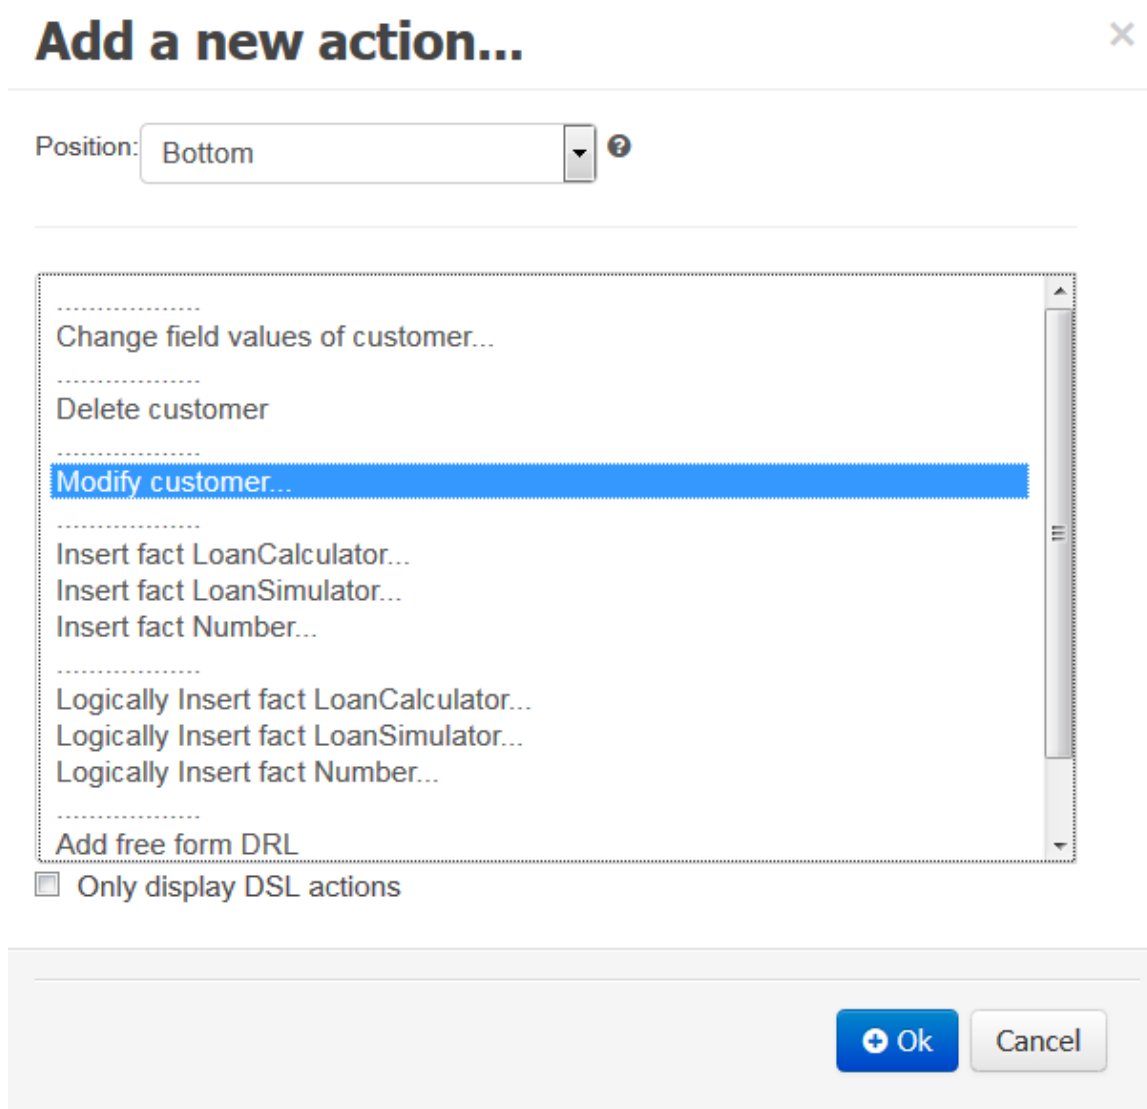 Add a new action...
×
Position: Bottom
..................
Change field values of customer...
..................
Delete customer
..................
Modify customer...
..................
Insert fact LoanCalculator...
Insert fact LoanSimulator...
Insert fact Number...
..................
Logically Insert fact LoanCalculator...
Logically Insert fact LoanSimulator...
Logically Insert fact Number...
..................
Add free form DRL
Only display DSL actions
Ok Cancel